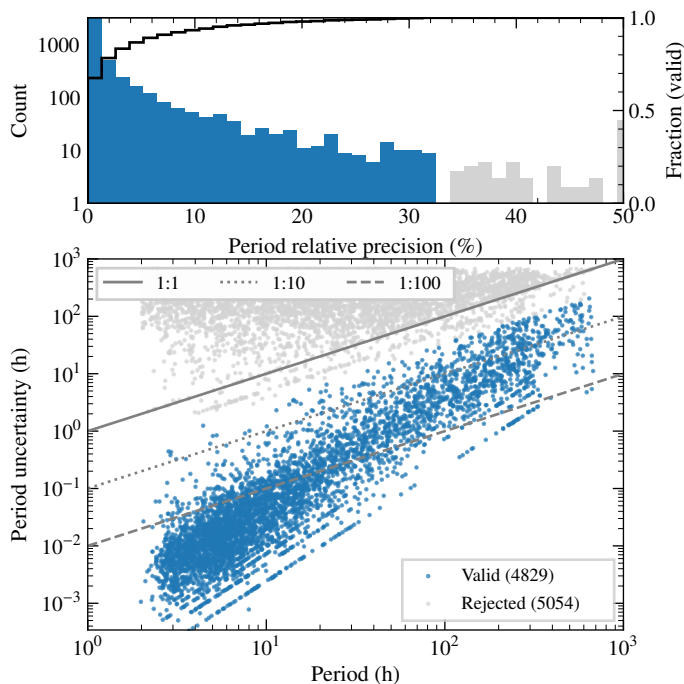 1000
100
10
1
Count
1.0
0.5
0.0
Fraction (valid)
0 10 20 30 40 50
Period relative precision (%)
1:1 1:10 1:100
10³
10²
10¹
10⁰
10⁻¹
10⁻²
10⁻³
Period uncertainty (h)
Valid (4829)
Rejected (5054)
10⁰ 10¹ 10² 10³
Period (h)